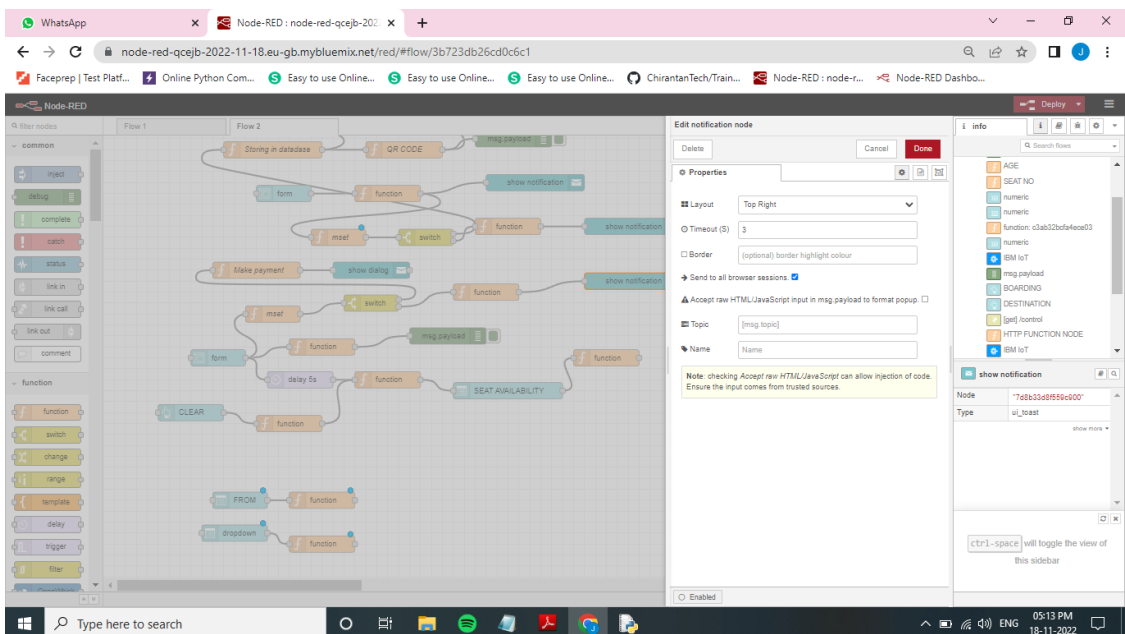 WhatsApp
Node-RED : node-red-qcejb-202
node-red-qcejb-2022-11-18.eu-gb.mybluemix.net/red/#flow/3b723db26cd0c6c1
J
Faceprep | Test Platf...
Online Python Com...
Easy to use Online...
Easy to use Online...
Easy to use Online...
ChirantanTech/Train...
Node-RED : node-r...
Node-RED Dashbo...
Node-RED
Deploy
filter nodes
Flow 1
Flow 2
common
inject
debug
complete
catch
status
link in
link call
link out
comment
function
function
switch
change
range
template
delay
trigger
filter
Storing in datadase
QR CODE
msg.payload
form
function
show notification
mset
switch
function
show notification
Make payment
show dialog
switch
function
show notification
mset
function
msg.payload
form
function
delay 5s
function
SEAT AVAILABILITY
CLEAR
function
FROM
function
dropdown
function
Edit notification node
Delete
Cancel
Done
Properties
Layout
Top Right
Timeout (S)
3
Border
(optional) border highlight colour
Send to all browser sessions.
Accept raw HTML/JavaScript input in msg.payload to format popup.
Topic
[msg.topic]
Name
Name
Note: checking Accept raw HTML/JavaScript can allow injection of code.
Ensure the input comes from trusted sources.
Enabled
i info
i
Search flows
AGE
SEAT NO
numeric
numeric
function: c3ab32bcfa4ece03
numeric
IBM IoT
msg.payload
BOARDING
DESTINATION
[get] /control
HTTP FUNCTION NODE
IBM IoT
show notification
Node
"7d8b33d8f559c900"
Type
ui_toast
show more
ctrl-space will toggle the view of
this sidebar
Type here to search
ENG
05:13 PM
18-11-2022